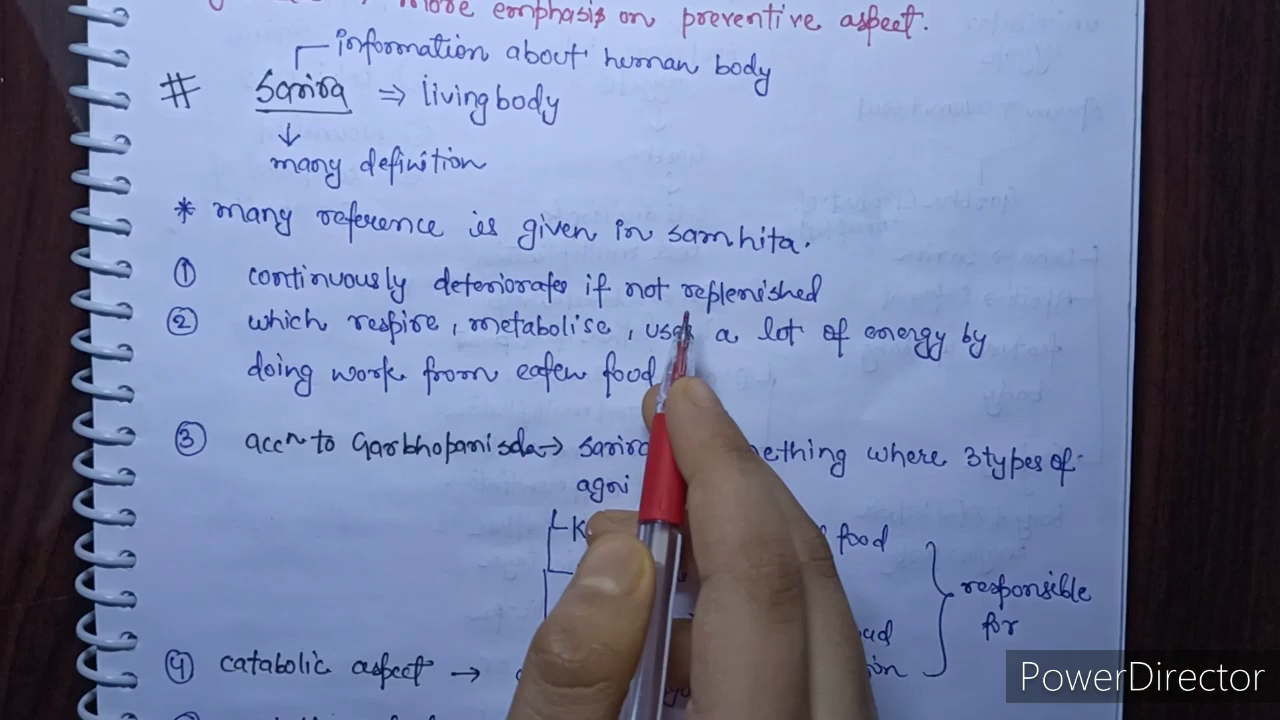 more emphasis on preventive aspect.
information about human body
# Sarira ⇒ living body
↓
many definition
* many reference is given in samhita.
① continuously deteriorates if not replenished
② which respire, metabolise, uses a lot of energy by
doing work from eaten food
③ accn to Garbhopanisda→ sarira ething where 3 types of
agni
K food
responsible
for
④ catabolic aspect →
PowerDirector